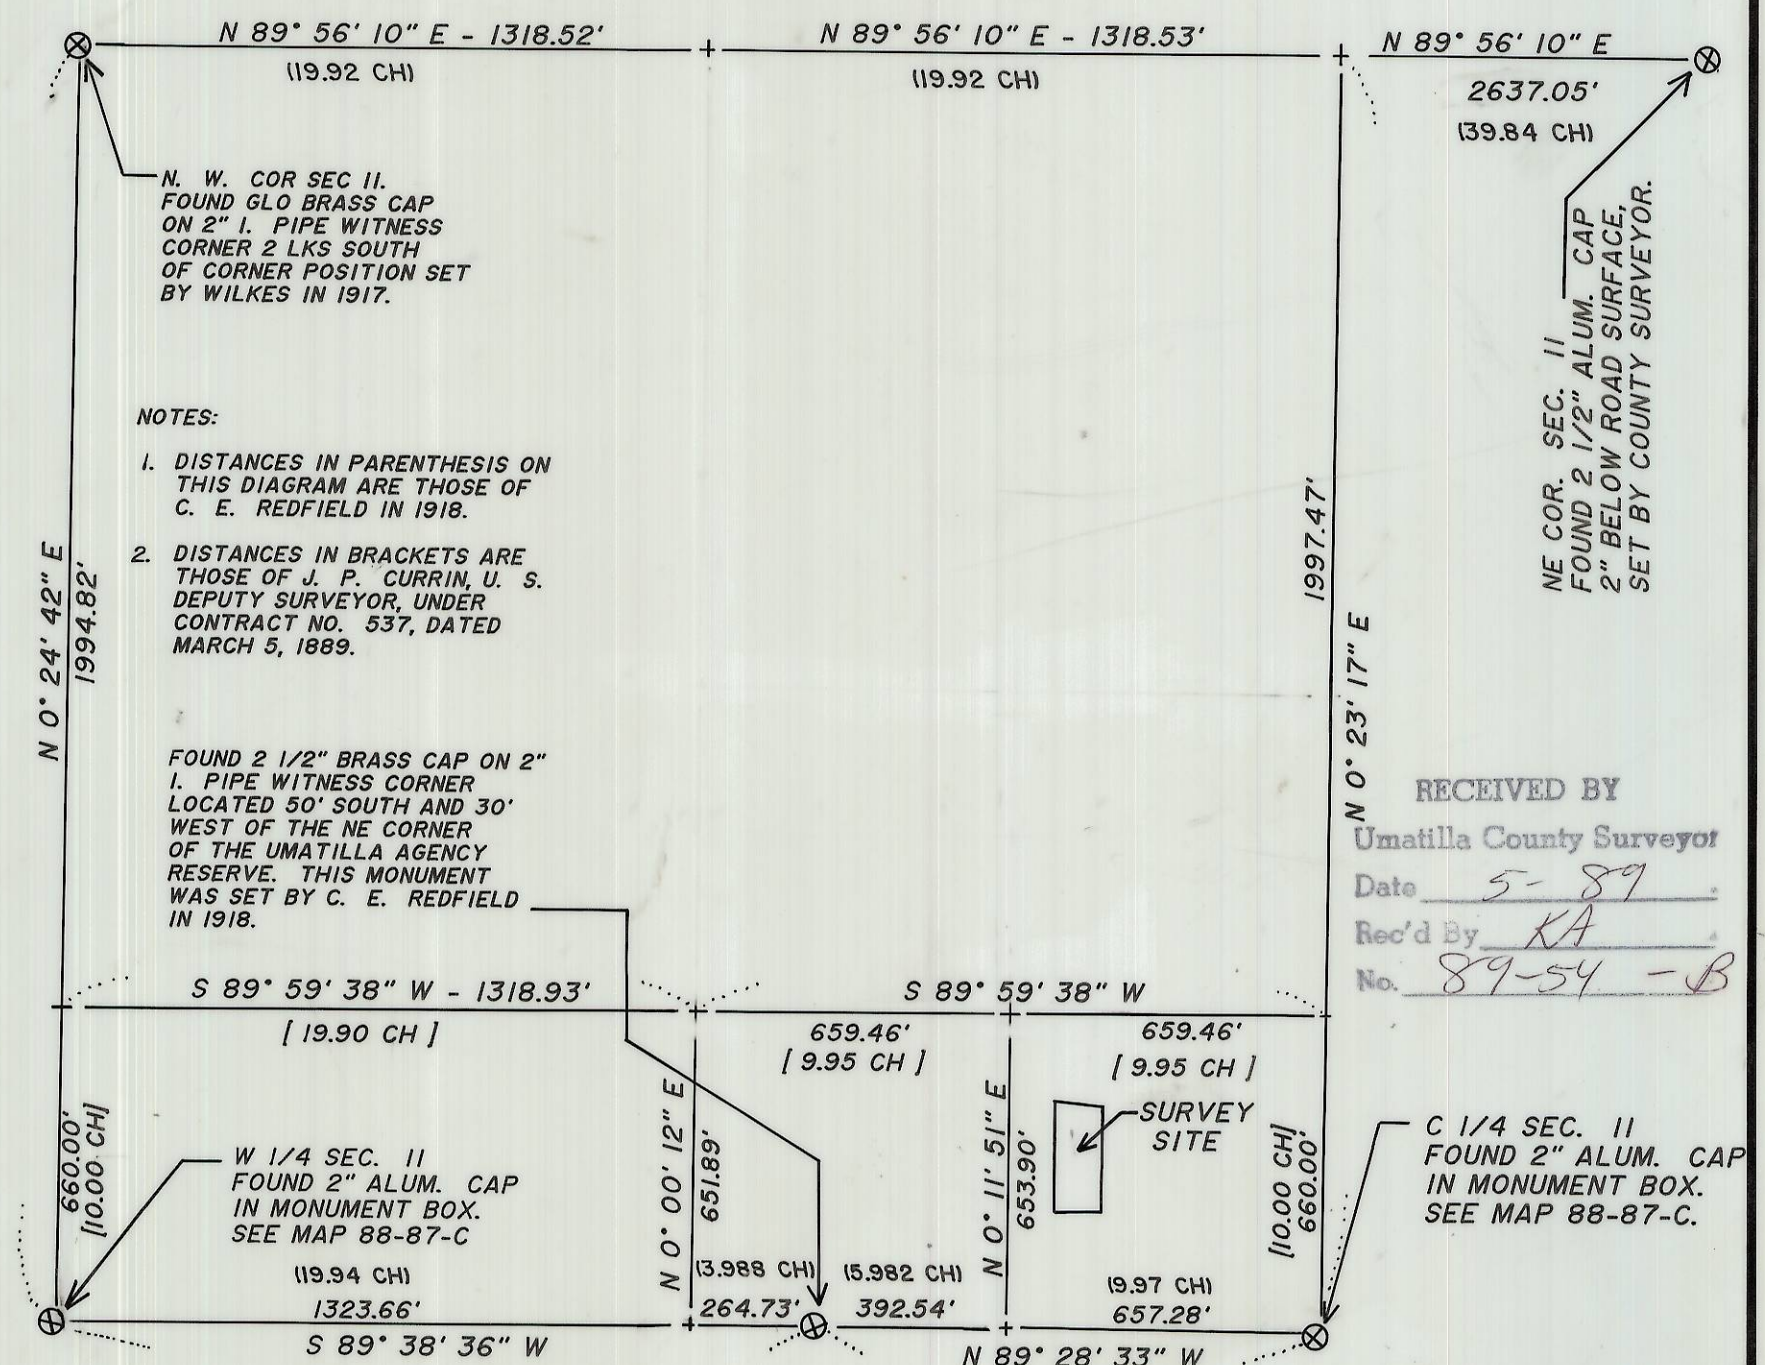 N 89° 56' 10" E - 1318.52'
(19.92 CH)
N 89° 56' 10" E - 1318.53'
(19.92 CH)
N 89° 56' 10" E
2637.05'
(39.84 CH)
N. W. COR SEC 11.
FOUND GLO BRASS CAP
ON 2" I. PIPE WITNESS
CORNER 2 LKS SOUTH
OF CORNER POSITION SET
BY WILKES IN 1917.
NE COR. SEC. 11
FOUND 2 1/2" ALUM. CAP
2" BELOW ROAD SURFACE,
SET BY COUNTY SURVEYOR.
NOTES:
1. DISTANCES IN PARENTHESIS ON
THIS DIAGRAM ARE THOSE OF
C. E. REDFIELD IN 1918.
2. DISTANCES IN BRACKETS ARE
THOSE OF J. P. CURRIN, U. S.
DEPUTY SURVEYOR, UNDER
CONTRACT NO. 537, DATED
MARCH 5, 1889.
N 0° 24' 42" E
1994.82'
1997.47'
N 0° 23' 17" E
FOUND 2 1/2" BRASS CAP ON 2"
I. PIPE WITNESS CORNER
LOCATED 50' SOUTH AND 30'
WEST OF THE NE CORNER
OF THE UMATILLA AGENCY
RESERVE. THIS MONUMENT
WAS SET BY C. E. REDFIELD
IN 1918.
RECEIVED BY
Umatilla County Surveyor
Date 5- 89
Rec'd By KA
No. 89-54 - B
S 89° 59' 38" W - 1318.93'
[ 19.90 CH ]
S 89° 59' 38" W
659.46'
[ 9.95 CH ]
659.46'
[ 9.95 CH ]
660.00'
[10.00 CH]
W 1/4 SEC. 11
FOUND 2" ALUM. CAP
IN MONUMENT BOX.
SEE MAP 88-87-C
N 0° 00' 12" E
651.89'
N 0° 11' 51" E
653.90'
SURVEY
SITE
[10.00 CH]
660.00'
C 1/4 SEC. 11
FOUND 2" ALUM. CAP
IN MONUMENT BOX.
SEE MAP 88-87-C.
(19.94 CH)
1323.66'
S 89° 38' 36" W
(3.988 CH)
264.73'
(5.982 CH)
392.54'
(9.97 CH)
657.28'
N 89° 28' 33" W